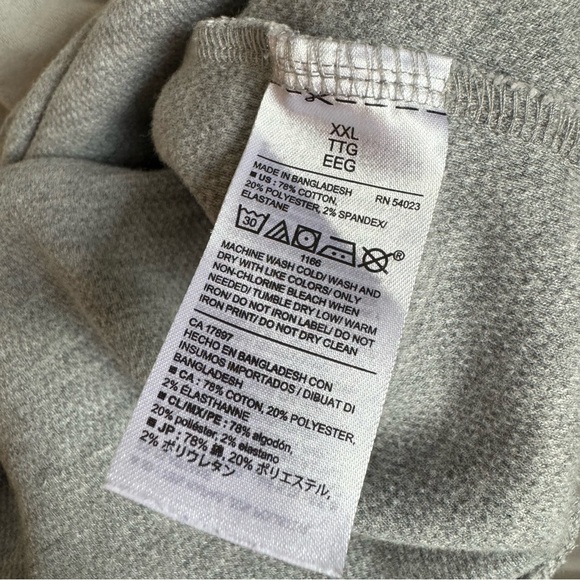 XXL
TTG
EEG
MADE IN BANGLADESH RN 54023
■ US : 78% COTTON,
20% POLYESTER, 2% SPANDEX/
ELASTANE
30 ®
1166
MACHINE WASH COLD/ WASH AND
DRY WITH LIKE COLORS/ ONLY
NON-CHLORINE BLEACH WHEN
NEEDED/ TUMBLE DRY LOW/ WARM
IRON/ DO NOT IRON LABEL/ DO NOT
IRON PRINT/ DO NOT DRY CLEAN
CA 17897
HECHO EN BANGLADESH CON
INSUMOS IMPORTADOS / DIBUAT DI
BANGLADESH
■ CA : 78% COTON, 20% POLYESTER,
2% ÉLASTHANNE
■ CL/MX/PE : 78% algodón,
20% poliéster, 2% elastano
■ JP : 78% 綿, 20% ポリエステル,
2% ポリウレタン